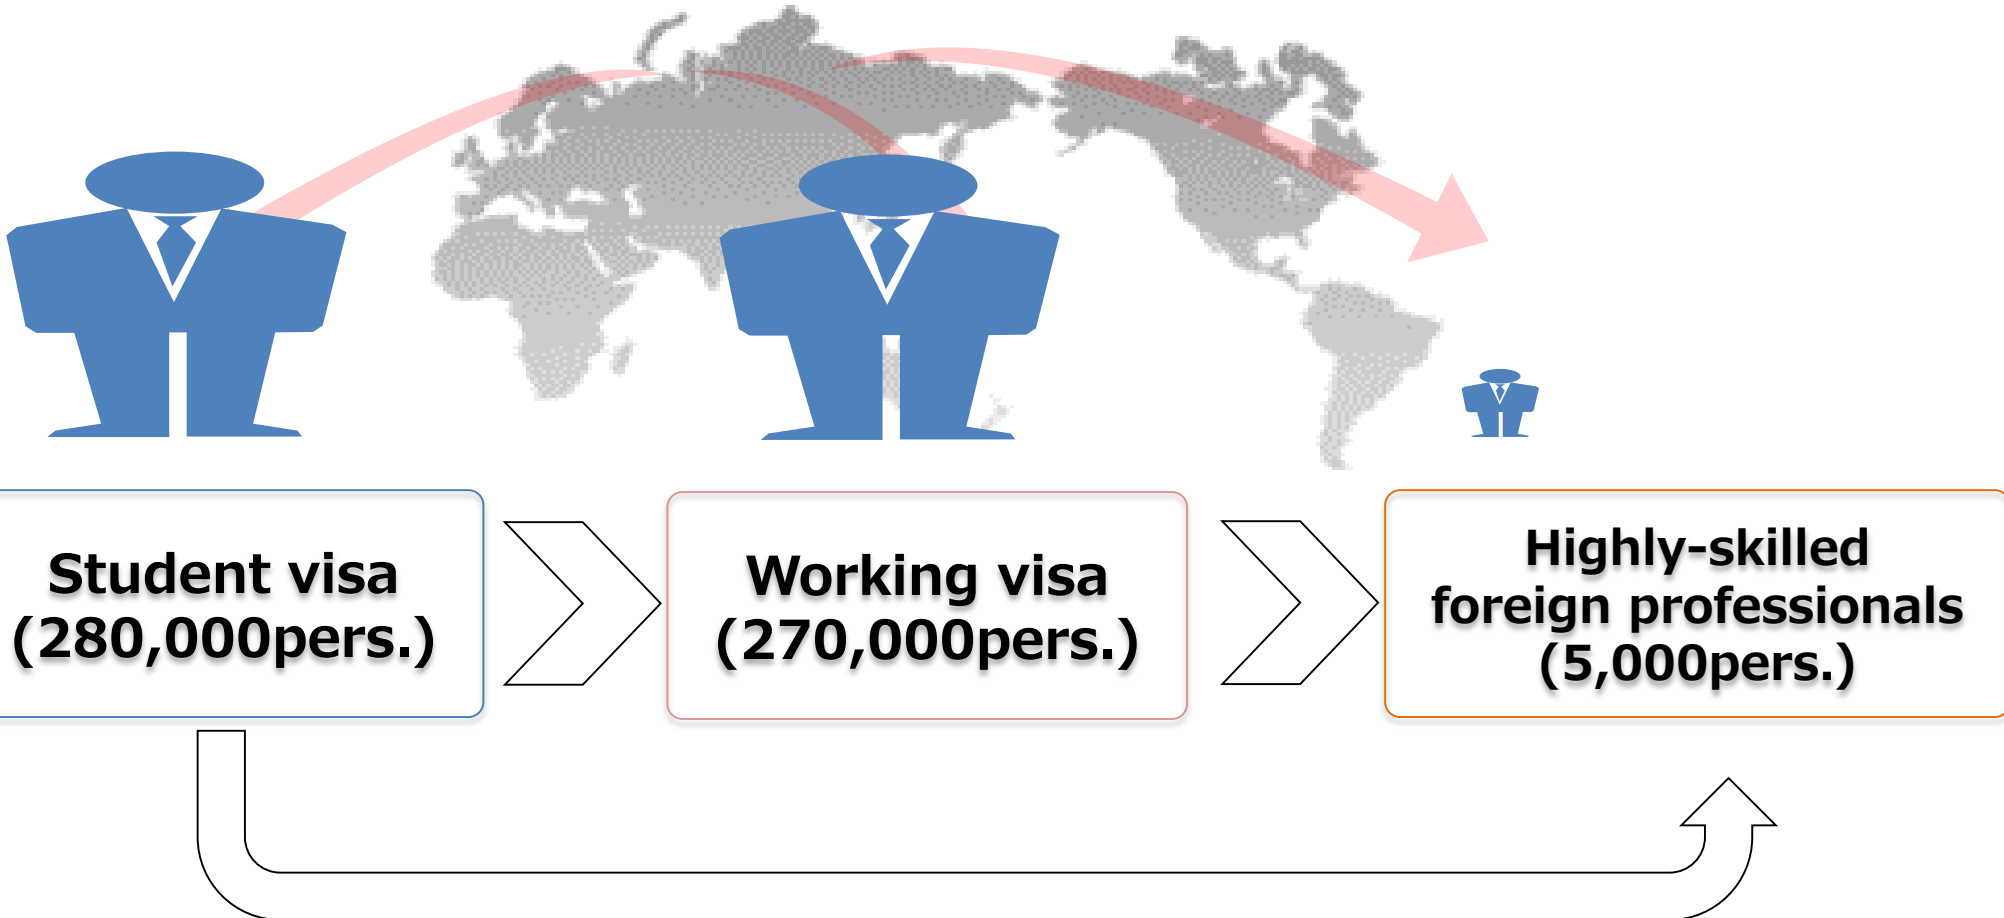 Student visa
(280,000pers.)
Working visa
(270,000pers.)
Highly-skilled
foreign professionals
(5,000pers.)